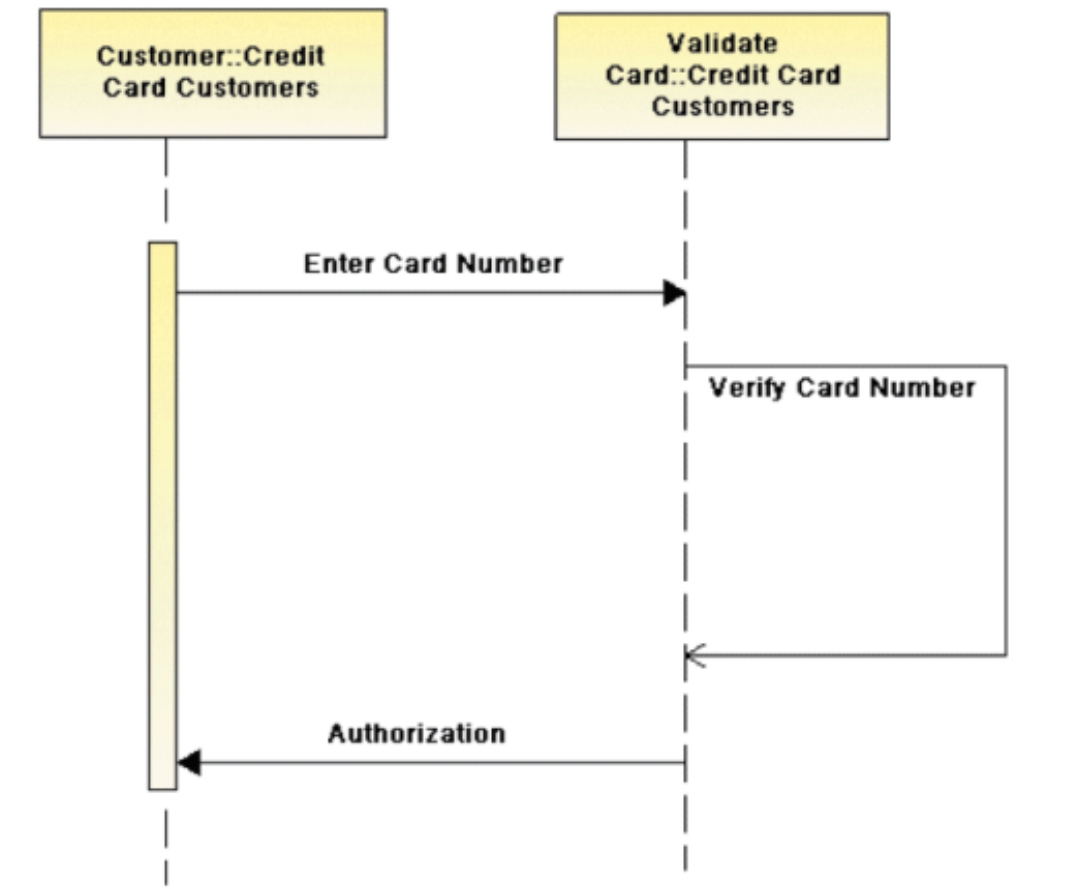 Customer::Credit
Card Customers
Validate
Card::Credit Card
Customers
Enter Card Number
Verify Card Number
Authorization